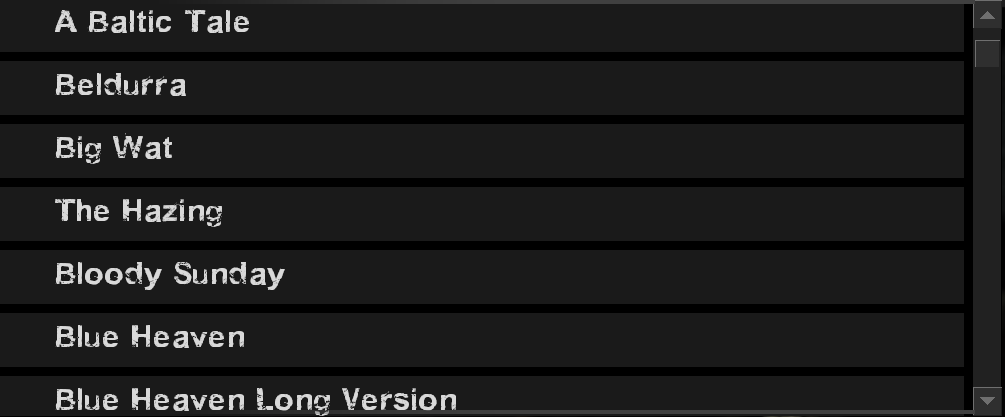 A Baltic Tale
Beldurra
Big Wat
The Hazing
Bloody Sunday
Blue Heaven
Blue Heaven Long Version